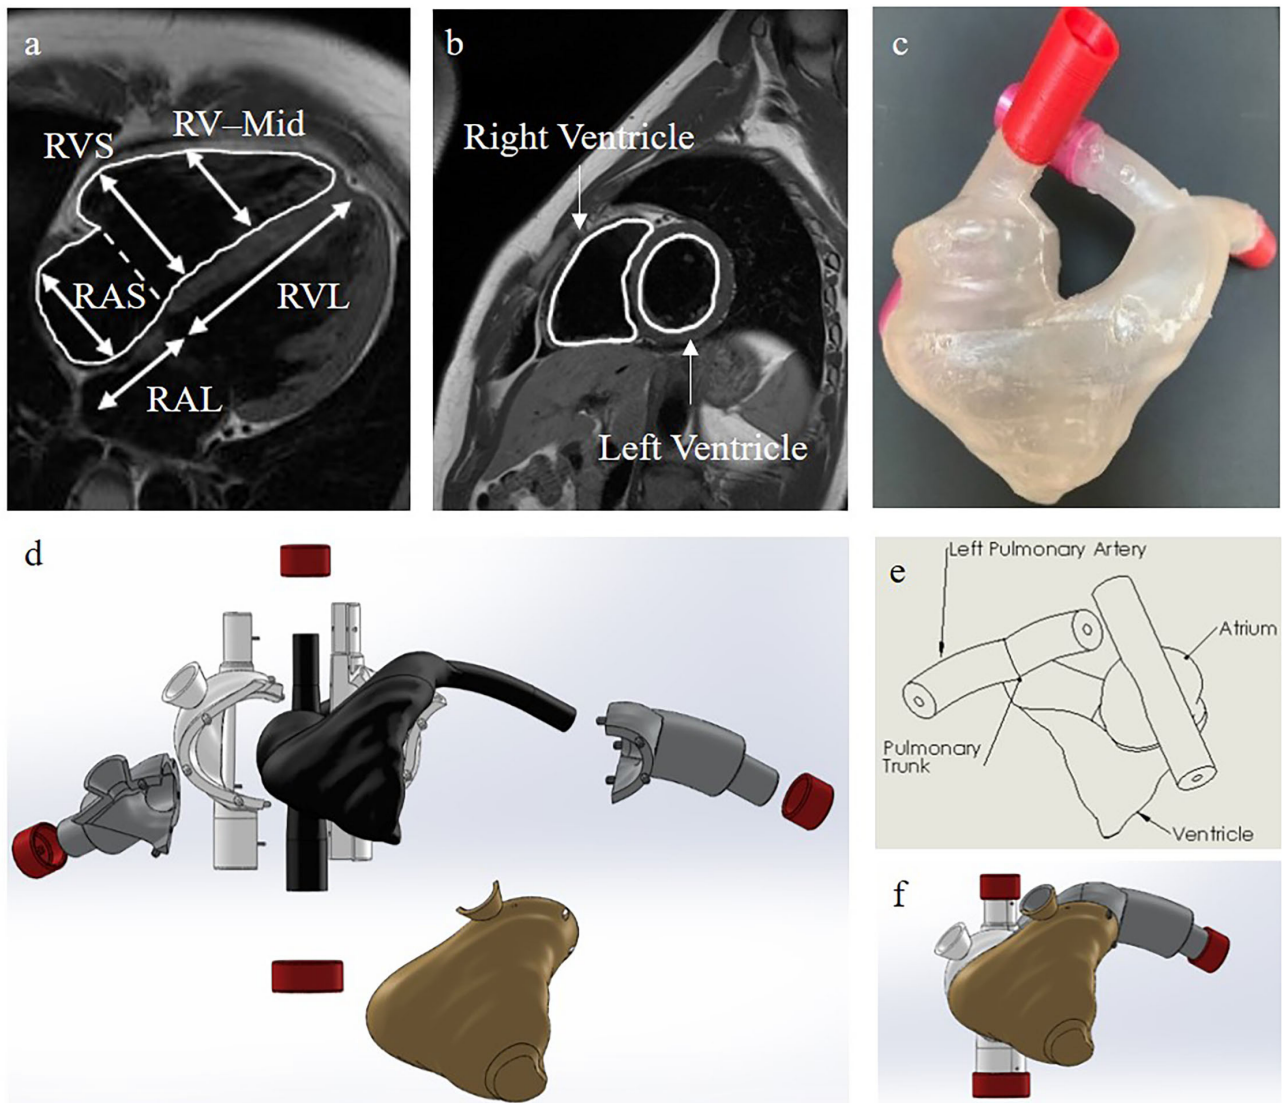 a
RVS
RV–Mid
RAS
RVL
RAL
b
Right Ventricle
Left Ventricle
c
d
e
Left Pulmonary Artery
Atrium
Pulmonary
Trunk
Ventricle
f